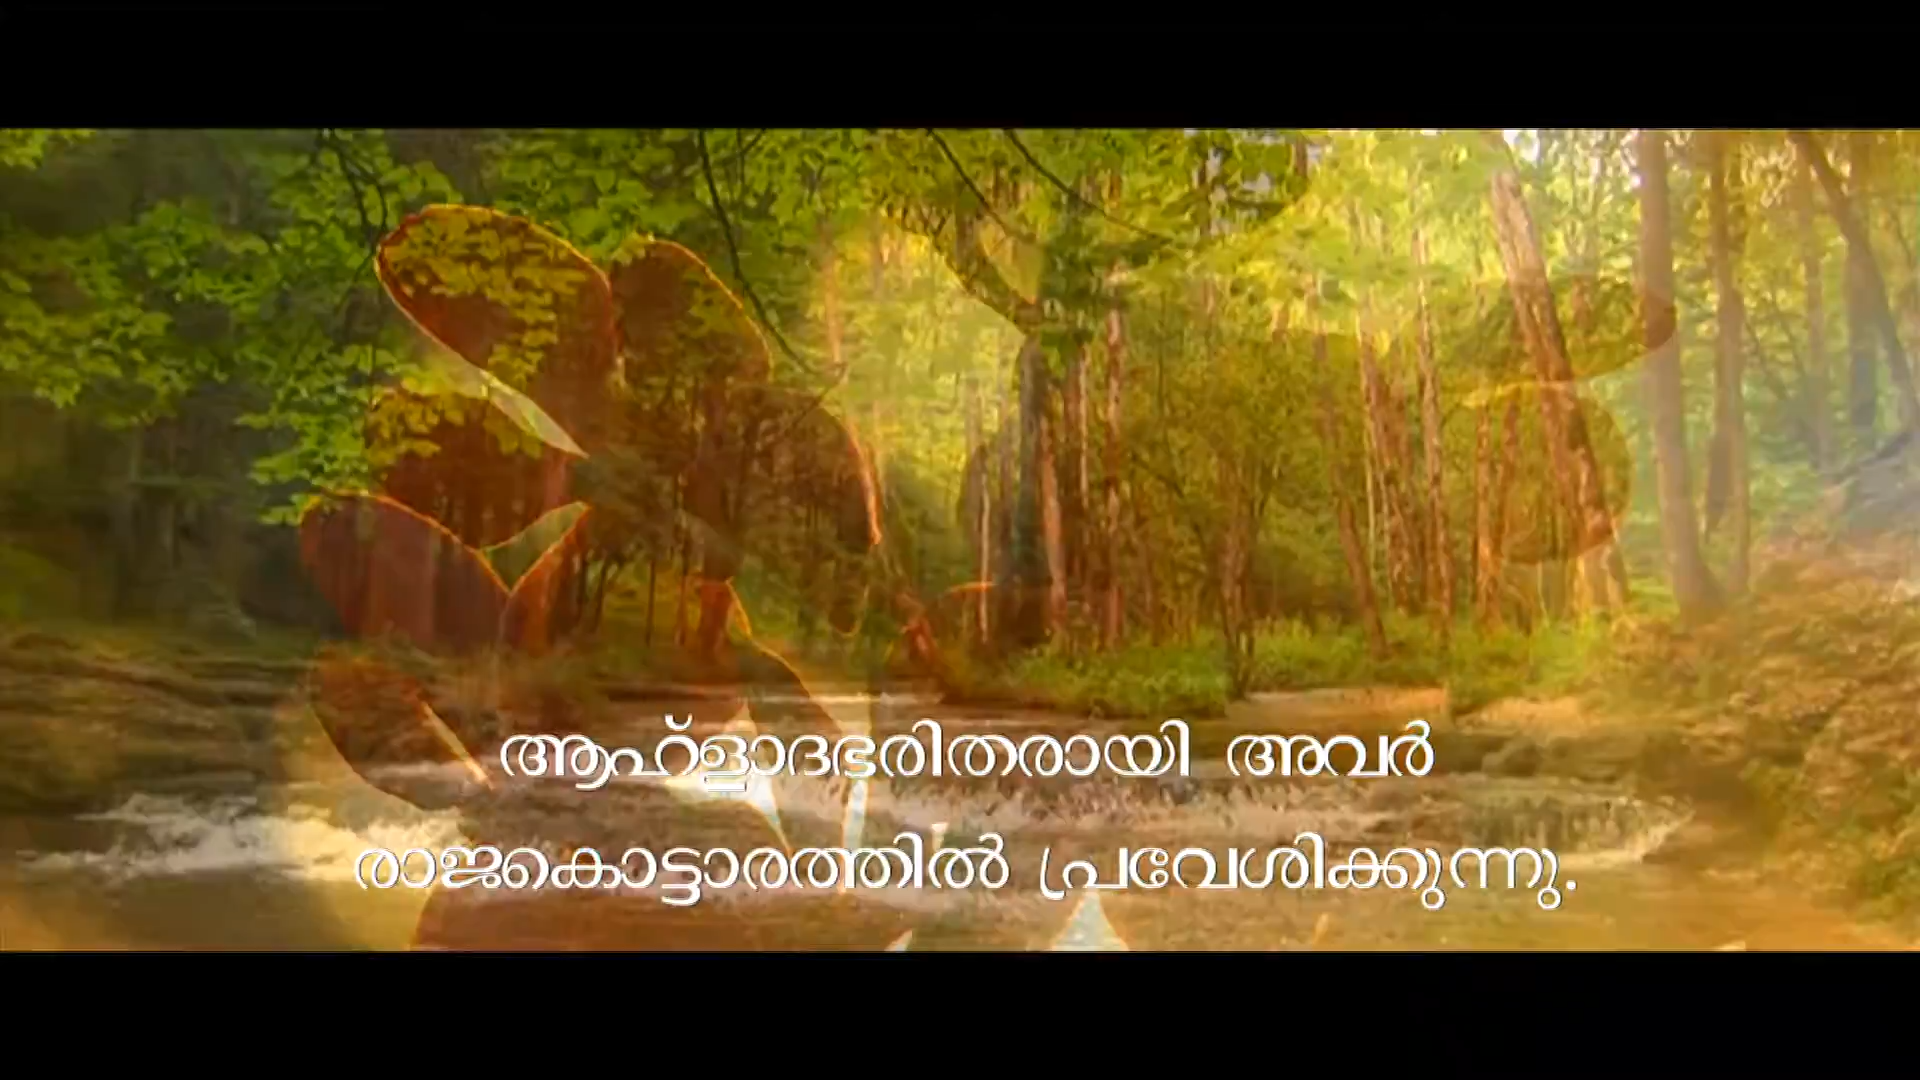 ആഹ്ളാദഭരിതരായി അവർ
രാജകൊട്ടാരത്തിൽ പ്രവേശിക്കുന്നു.